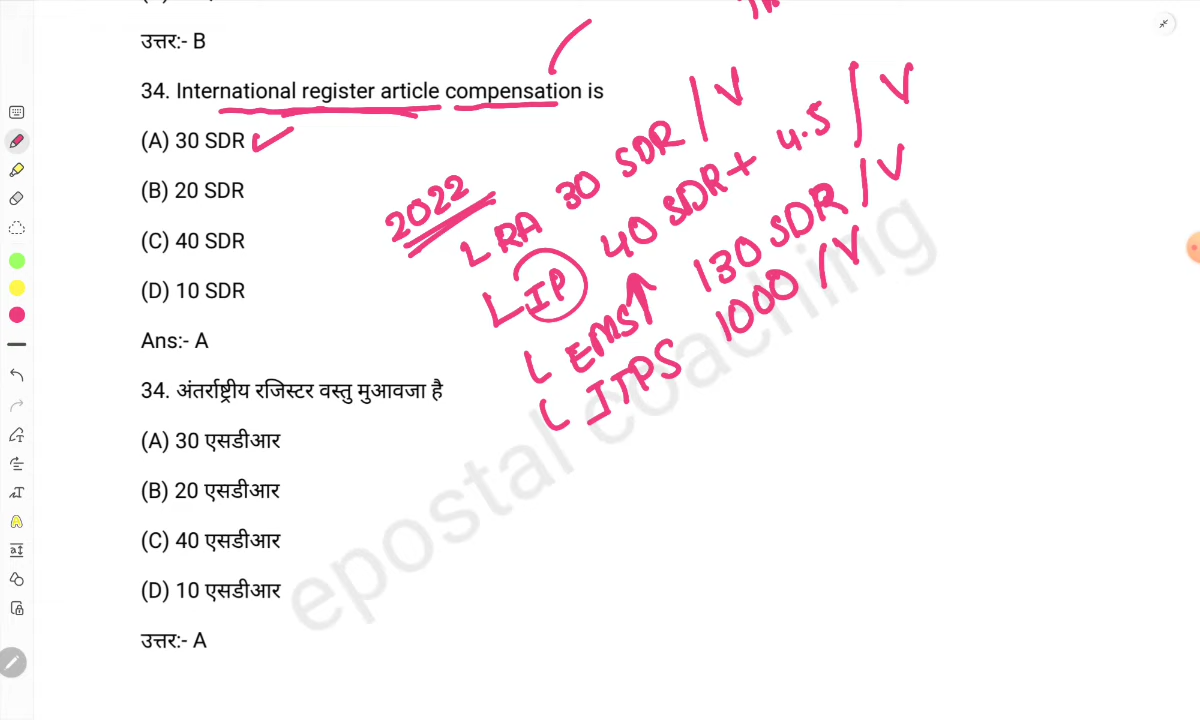 उत्तर:- B
34. International register article compensation is
(A) 30 SDR
(B) 20 SDR
(C) 40 SDR
(D) 10 SDR
Ans:- A
2022
RA 30 SDR / V
IP 40 SDR + 4.5 / V
EMS 130 SDR / V
ITPS 1000 / V
34. अंतर्राष्ट्रीय रजिस्टर वस्तु मुआवजा है
(A) 30 एसडीआर
(B) 20 एसडीआर
(C) 40 एसडीआर
(D) 10 एसडीआर
उत्तर:- A
epostal coaching